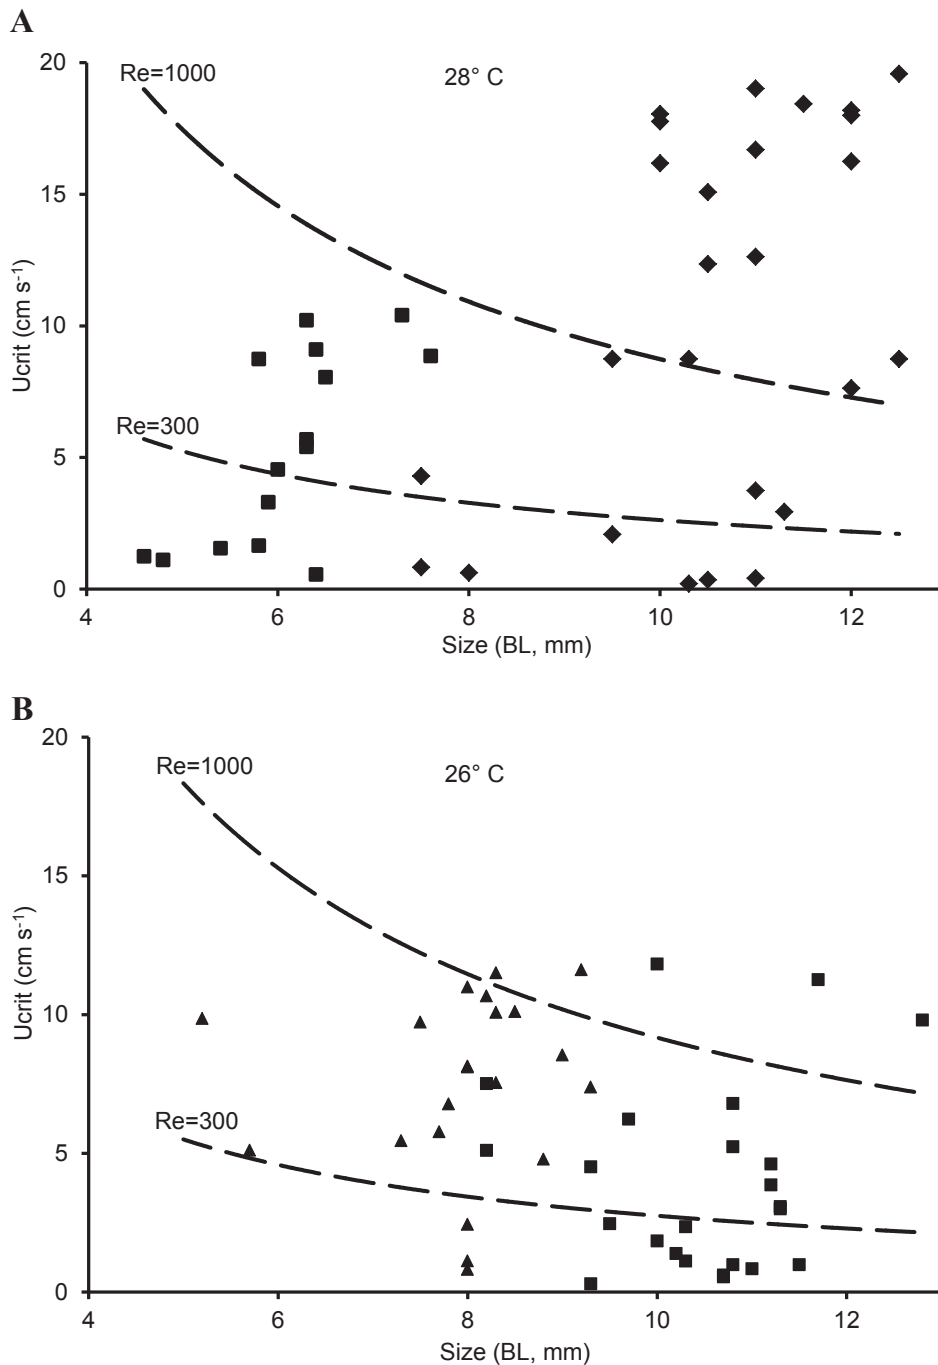 A
20
Re=1000
28° C
15
Ucrit (cm s⁻¹)
10
Re=300
5
0
4 6 8 10 12
Size (BL, mm)
B
20
Re=1000
26° C
15
Ucrit (cm s⁻¹)
10
Re=300
5
0
4 6 8 10 12
Size (BL, mm)